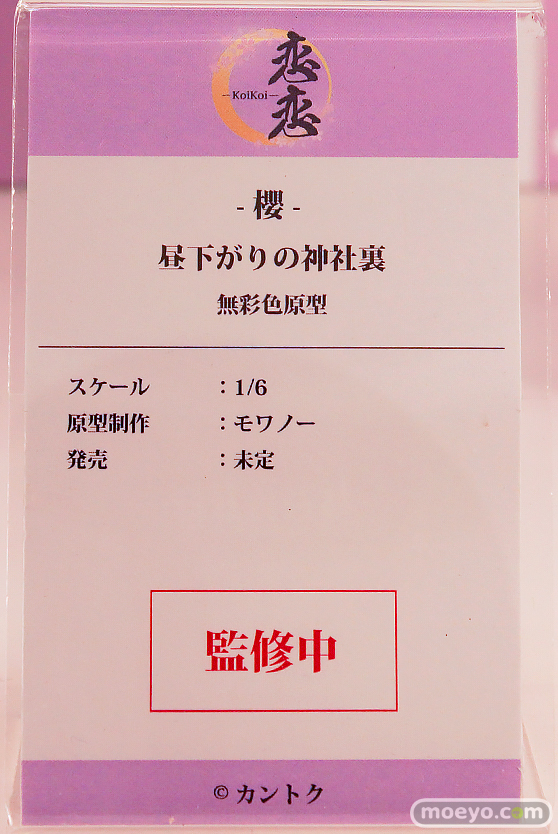 恋恋
-KoiKoi-
- 櫻 -
昼下がりの神社裏
無彩色原型
スケール ：1/6
原型制作 ：モワノー
発売 ：未定
監修中
© カントク
moeyo.com